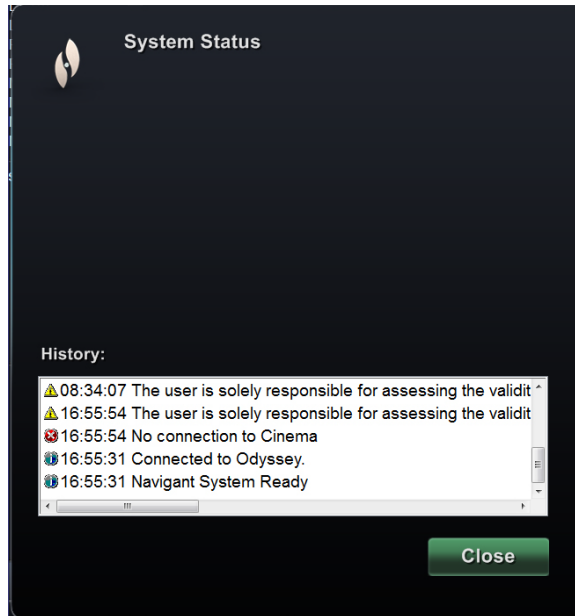 System Status
History:
08:34:07 The user is solely responsible for assessing the validit
16:55:54 The user is solely responsible for assessing the validit
16:55:54 No connection to Cinema
16:55:31 Connected to Odyssey.
16:55:31 Navigant System Ready
Close